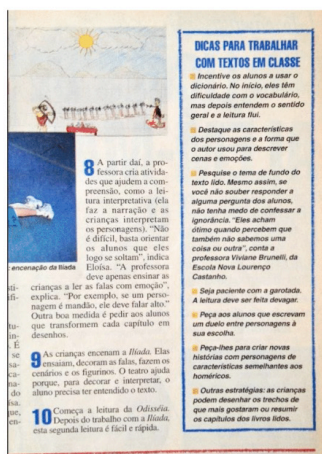 8 A partir daí, a pro-
fessora cria ativida-
des que ajudem a com-
preensão, como a lei-
tura interpretativa (ela
faz a narração e as
crianças interpretam
os personagens). "Não
é difícil, basta orientar
os alunos que eles
logo se soltam", indica
Eloísa. "A professora
deve apenas ensinar as
crianças a ler as falas com emoção",
explica. "Por exemplo, se um perso-
nagem é mandão, ele deve falar alto."
Outra boa medida é pedir aos alunos
que transformem cada capítulo em
desenhos.
encenação da Ilíada
9 As crianças encenam a Ilíada. Elas
ensaiam, decoram as falas, fazem os
cenários e os figurinos. O teatro ajuda
porque, para decorar e interpretar, o
aluno precisa ter entendido o texto.
10 Começa a leitura da Odisséia.
Depois do trabalho com a Ilíada,
esta segunda leitura é fácil e rápida.
DICAS PARA TRABALHAR
COM TEXTOS EM CLASSE
Incentive os alunos a usar o
dicionário. No início, eles têm
dificuldade com o vocabulário,
mas depois entendem o sentido
geral e a leitura flui.
Destaque as características
dos personagens e a forma que
o autor usou para descrever
cenas e emoções.
Pesquise o tema de fundo do
texto lido. Mesmo assim, se
você não souber responder a
alguma pergunta dos alunos,
não tenha medo de confessar a
ignorância. "Eles acham
ótimo quando percebem que
também não sabemos uma
coisa ou outra", conta a
professora Viviane Brunelli, da
Escola Nova Lourenço
Castanho.
Seja paciente com a garotada.
A leitura deve ser feita devagar.
Peça aos alunos que escrevam
um duelo entre personagens à
sua escolha.
Peça-lhes para criar novas
histórias com personagens de
características semelhantes aos
homéricos.
Outras estratégias: as crianças
podem desenhar os trechos de
que mais gostaram ou resumir
os capítulos dos livros lidos.